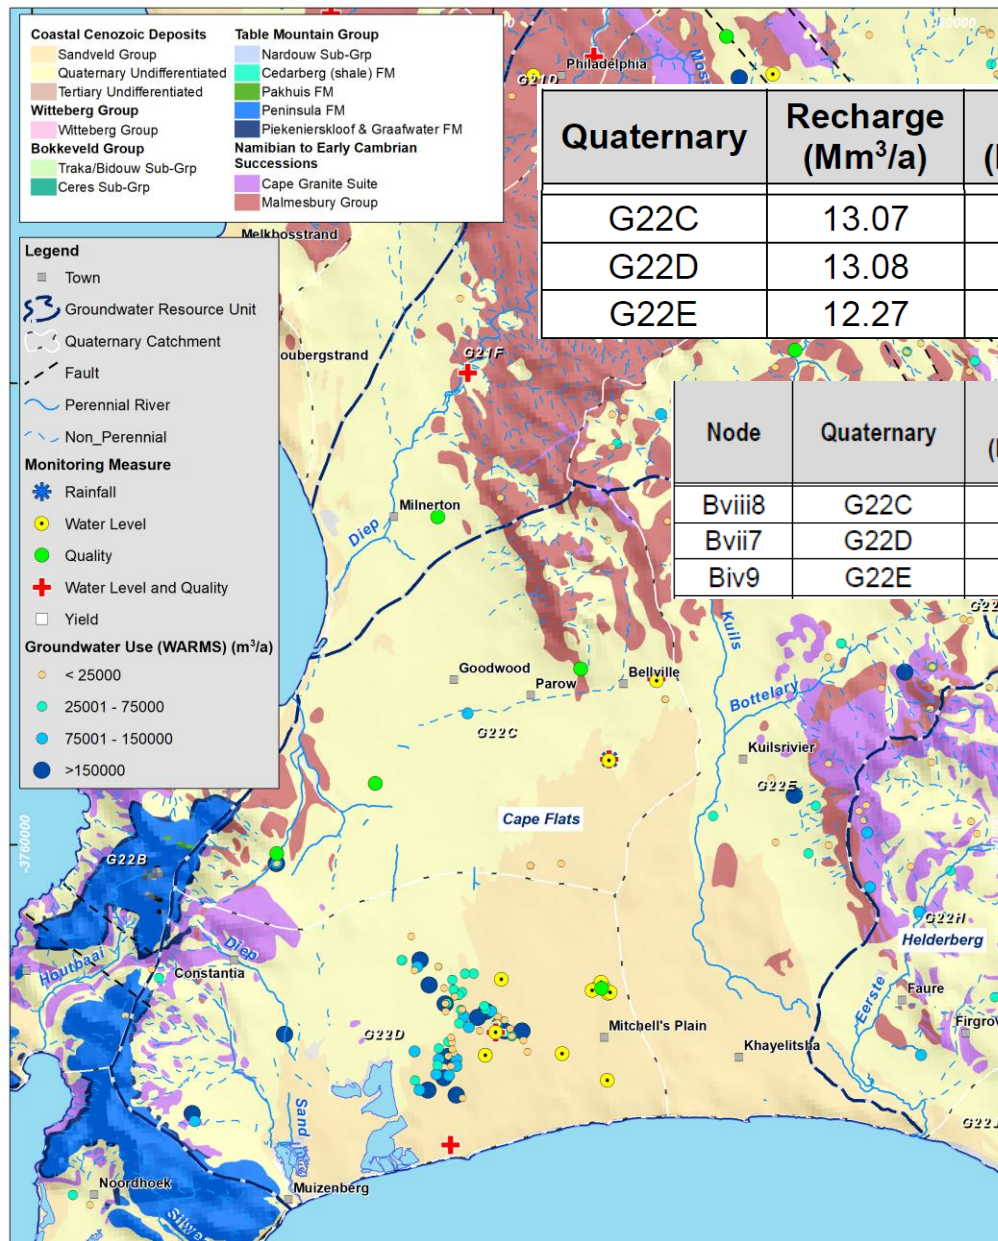 Coastal Cenozoic Deposits
Sandveld Group
Quaternary Undifferentiated
Tertiary Undifferentiated
Witteberg Group
Witteberg Group
Bokkeveld Group
Traka/Bidouw Sub-Grp
Ceres Sub-Grp
Table Mountain Group
Nardouw Sub-Grp
Cedarberg (shale) FM
Pakhuis FM
Peninsula FM
Piekenierskloof & Graafwater FM
Namibian to Early Cambrian
Successions
Cape Granite Suite
Malmesbury Group
Philadelphia
G21D
Quaternary Recharge
(Mm³/a)
G22C 13.07
G22D 13.08
G22E 12.27
Melkbosstrand
Legend
Town
Groundwater Resource Unit
Quaternary Catchment
Fault
Perennial River
Non_Perennial
Monitoring Measure
Rainfall
Water Level
Quality
Water Level and Quality
Yield
Groundwater Use (WARMS) (m³/a)
< 25000
25001 - 75000
75001 - 150000
>150000
oubergstrand
G21F
Node Quaternary
Bviii8 G22C
Bvii7 G22D
Biv9 G22E
Milnerton
Diep
Kuils
Goodwood
Parow
Bellville
Bottelary
G22C
Kuilsrivier
G22E
Cape Flats
-3760000
G22B
G22H
Helderberg
Houtbaai
Diep
Constantia
Eerste
Faure
Firgrov
G22D
Mitchell's Plain
Khayelitsha
Sand
G22J
Noordhoek
Muizenberg
Silve